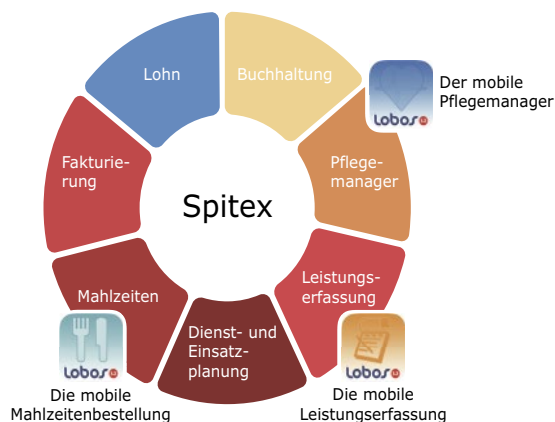 Lohn
Buchhaltung
Der mobile
Pflegemanager
Lobos
Fakturie-
rung
Pflege-
manager
Spitex
Mahlzeiten
Leistungs-
erfassung
Dienst- und
Einsatz-
planung
Lobos
Lobos
Die mobile
Mahlzeitenbestellung
Die mobile
Leistungserfassung